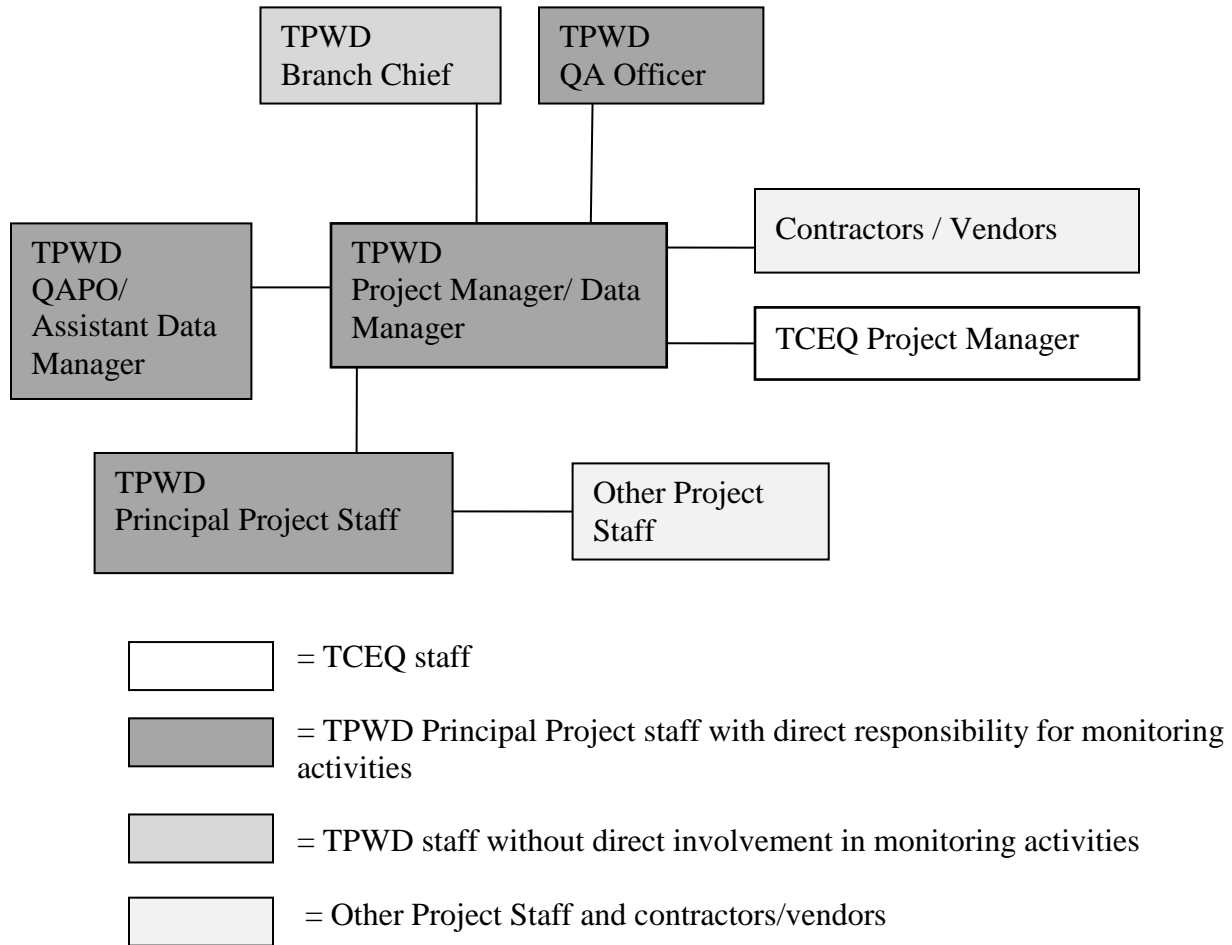 TPWD
Branch Chief
TPWD
QA Officer
Contractors / Vendors
TPWD
QAPO/
Assistant Data
Manager
TPWD
Project Manager/ Data
Manager
TCEQ Project Manager
TPWD
Principal Project Staff
Other Project
Staff
= TCEQ staff
= TPWD Principal Project staff with direct responsibility for monitoring
activities
= TPWD staff without direct involvement in monitoring activities
= Other Project Staff and contractors/vendors